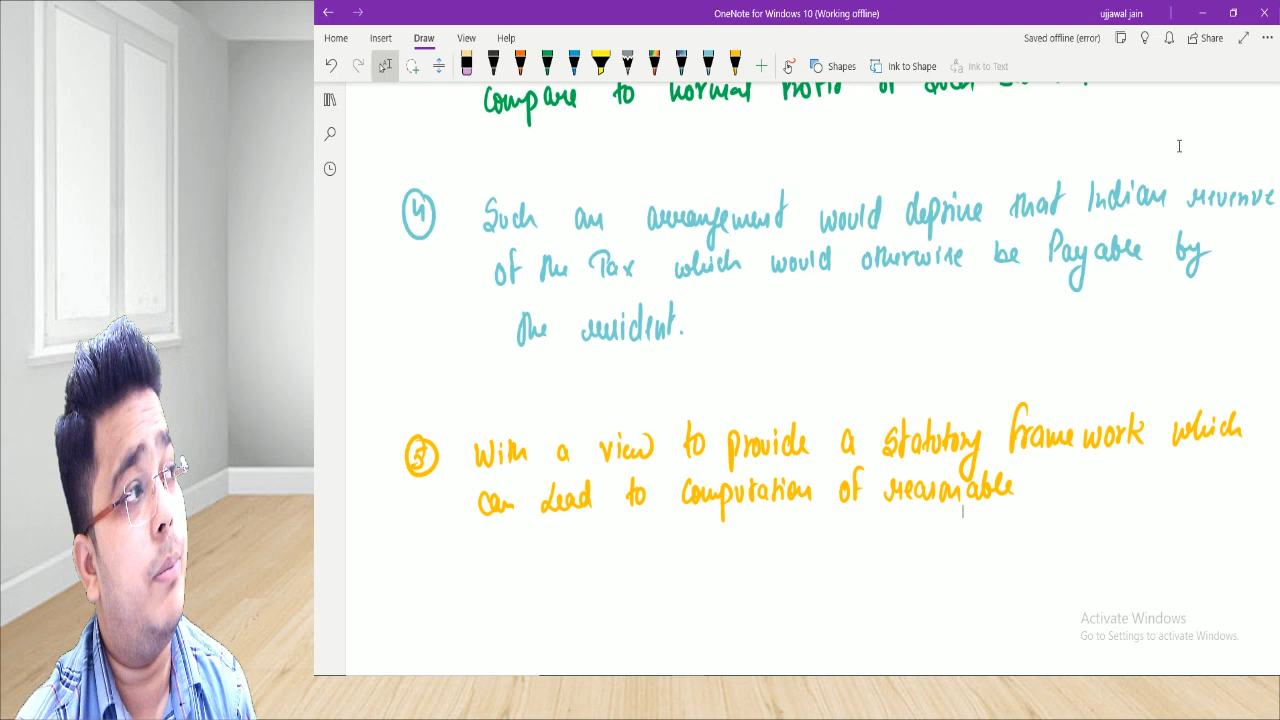 OneNote for Windows 10 (Working offline)
ujjawal jain
Home Insert Draw View Help
Saved offline (error)
Share
Shapes
Ink to Shape
Ink to Text
compare to normal
4 Such an arrangement would deprive that Indian revenue
of the Tax which would otherwise be Payable by
the resident.
5 With a view to provide a statutory frame work which
can Lead to computation of reasonable
Activate Windows
Go to Settings to activate Windows.